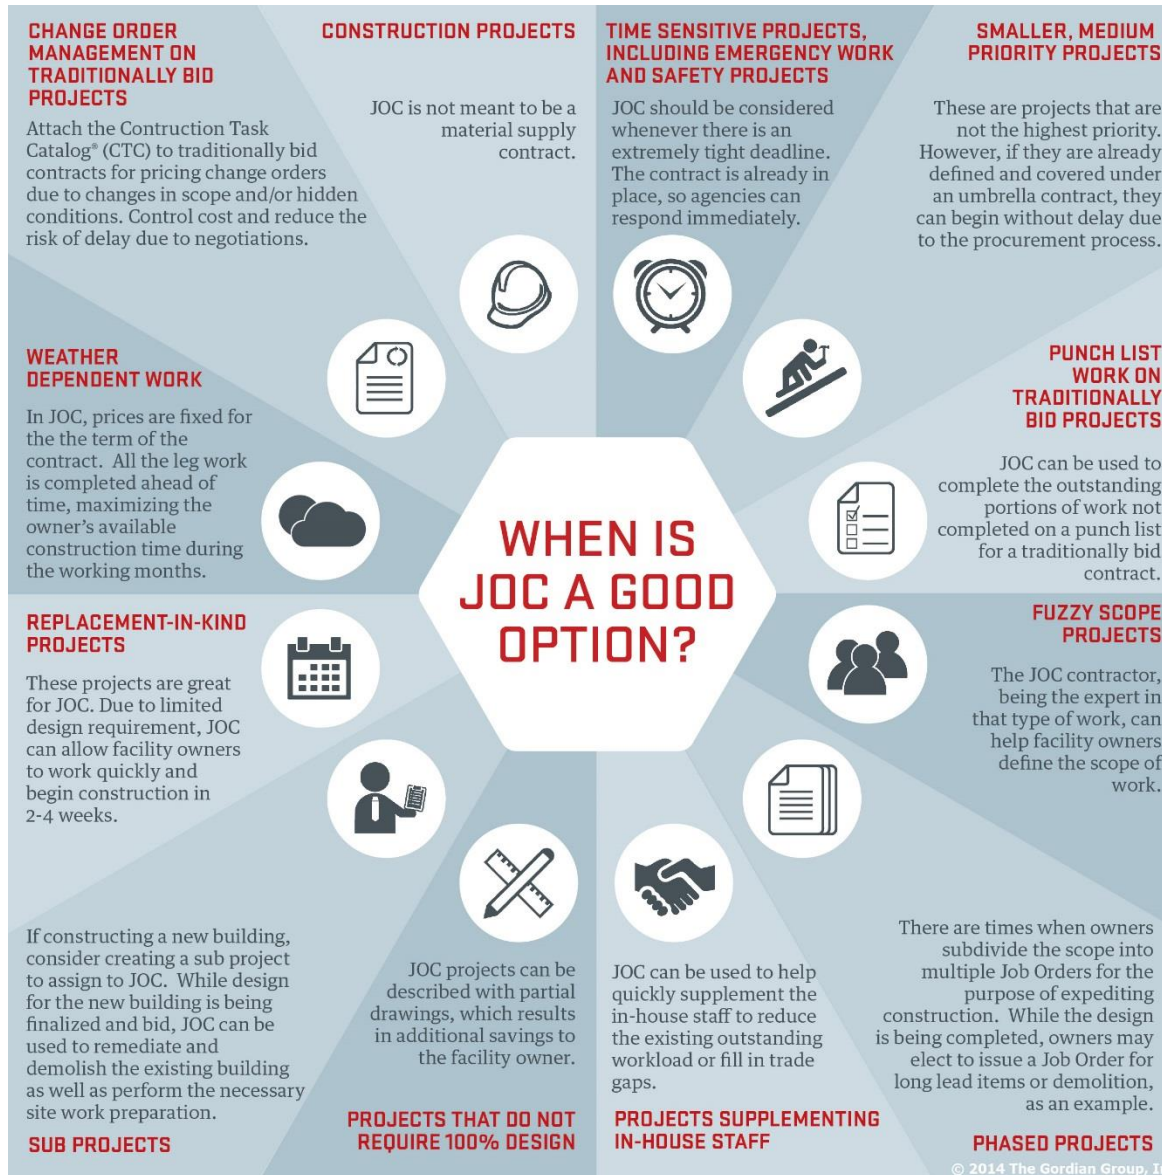 CHANGE ORDER
MANAGEMENT ON
TRADITIONALLY BID
PROJECTS
Attach the Contruction Task
Catalog® (CTC) to traditionally bid
contracts for pricing change orders
due to changes in scope and/or hidden
conditions. Control cost and reduce the
risk of delay due to negotiations.
CONSTRUCTION PROJECTS
JOC is not meant to be a
material supply
contract.
TIME SENSITIVE PROJECTS,
INCLUDING EMERGENCY WORK
AND SAFETY PROJECTS
JOC should be considered
whenever there is an
extremely tight deadline.
The contract is already in
place, so agencies can
respond immediately.
SMALLER, MEDIUM
PRIORITY PROJECTS
These are projects that are
not the highest priority.
However, if they are already
defined and covered under
an umbrella contract, they
can begin without delay due
to the procurement process.
WEATHER
DEPENDENT WORK
In JOC, prices are fixed for
the the term of the
contract. All the leg work
is completed ahead of
time, maximizing the
owner's available
construction time during
the working months.
PUNCH LIST
WORK ON
TRADITIONALLY
BID PROJECTS
JOC can be used to
complete the outstanding
portions of work not
completed on a punch list
for a traditionally bid
contract.
WHEN IS
JOC A GOOD
OPTION?
REPLACEMENT-IN-KIND
PROJECTS
These projects are great
for JOC. Due to limited
design requirement, JOC
can allow facility owners
to work quickly and
begin construction in
2-4 weeks.
FUZZY SCOPE
PROJECTS
The JOC contractor,
being the expert in
that type of work, can
help facility owners
define the scope of
work.
If constructing a new building,
consider creating a sub project
to assign to JOC. While design
for the new building is being
finalized and bid, JOC can be
used to remediate and
demolish the existing building
as well as perform the necessary
site work preparation.
SUB PROJECTS
JOC projects can be
described with partial
drawings, which results
in additional savings to
the facility owner.
PROJECTS THAT DO NOT
REQUIRE 100% DESIGN
JOC can be used to help
quickly supplement the
in-house staff to reduce
the existing outstanding
workload or fill in trade
gaps.
PROJECTS SUPPLEMENTING
IN-HOUSE STAFF
There are times when owners
subdivide the scope into
multiple Job Orders for the
purpose of expediting
construction. While the design
is being completed, owners may
elect to issue a Job Order for
long lead items or demolition,
as an example.
PHASED PROJECTS
© 2014 The Gordian Group,